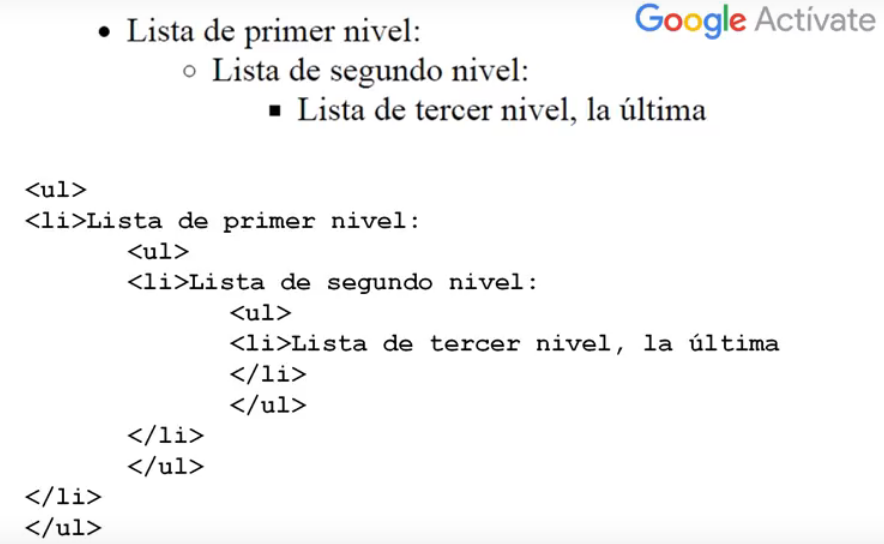 Google Actívate
• Lista de primer nivel:
○ Lista de segundo nivel:
■ Lista de tercer nivel, la última
<ul>
<li>Lista de primer nivel:
<ul>
<li>Lista de segundo nivel:
<ul>
<li>Lista de tercer nivel, la última
</li>
</ul>
</li>
</ul>
</li>
</ul>